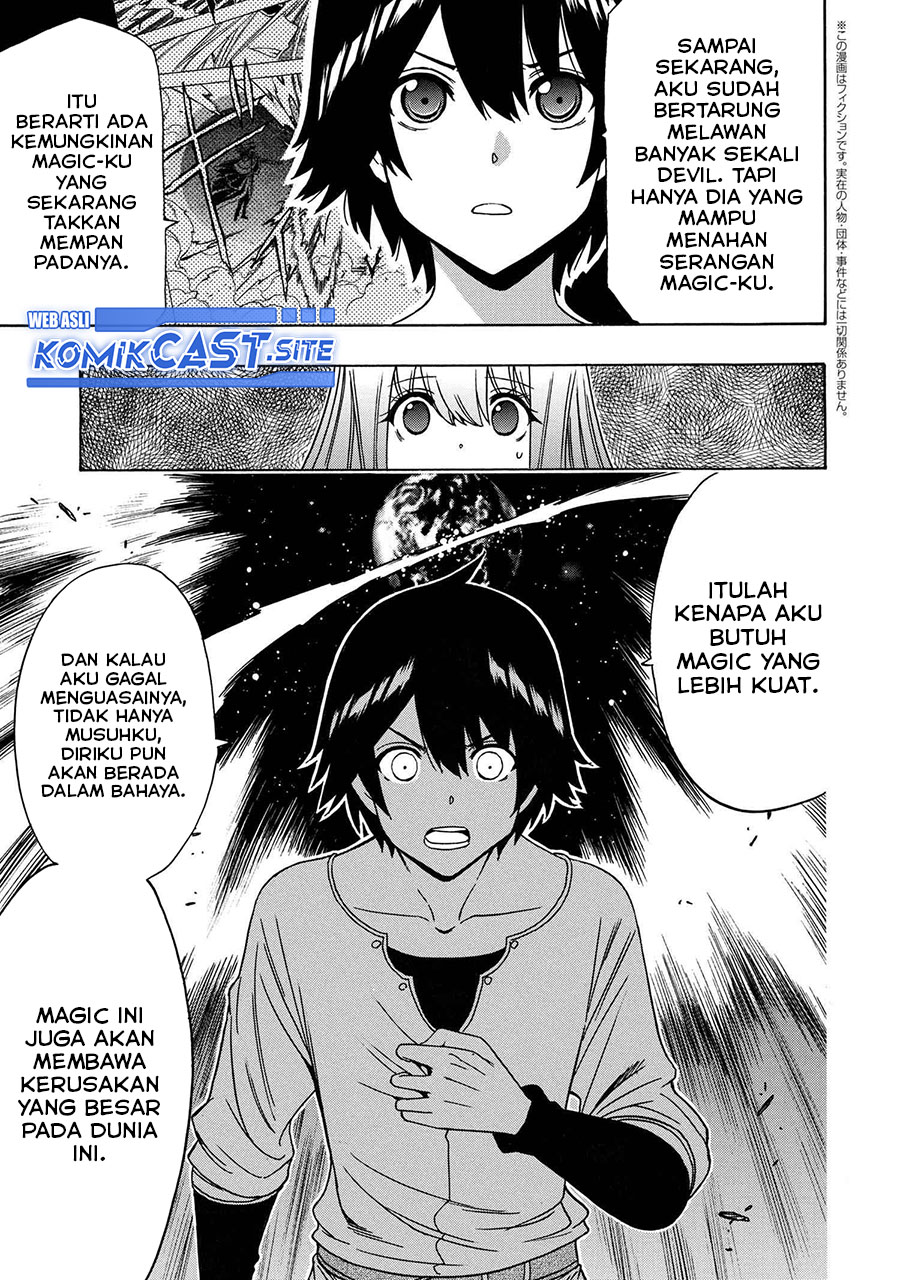 ※この漫画はフィクションです。実在の人物・団体・事件などには一切関係ありません。
SAMPAI
SEKARANG,
AKU SUDAH
BERTARUNG
MELAWAN
BANYAK SEKALI
DEVIL. TAPI
HANYA DIA YANG
MAMPU
MENAHAN
SERANGAN
MAGIC-KU.
ITU
BERARTI ADA
KEMUNGKINAN
MAGIC-KU
YANG
SEKARANG
TAKKAN
MEMPAN
PADANYA.
WEB ASLI
KOMIKCAST.SITE
ITULAH
KENAPA AKU
BUTUH
MAGIC YANG
LEBIH KUAT.
DAN KALAU
AKU GAGAL
MENGUASAINYA,
TIDAK HANYA
MUSUHKU,
DIRIKU PUN
AKAN BERADA
DALAM BAHAYA.
MAGIC INI
JUGA AKAN
MEMBAWA
KERUSAKAN
YANG BESAR
PADA DUNIA
INI.